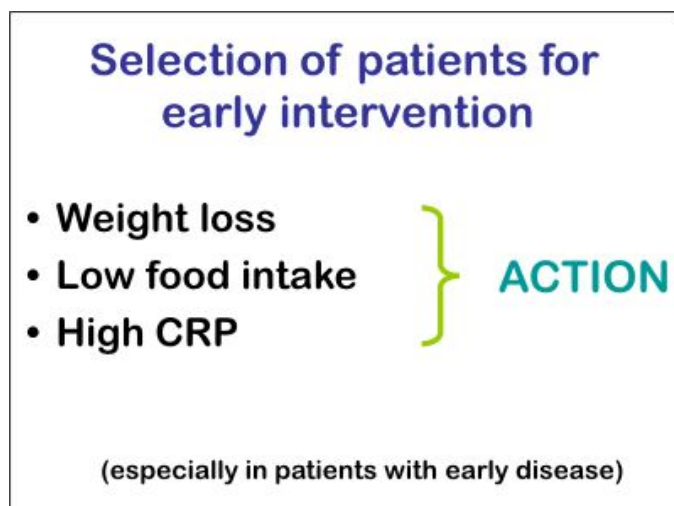 Selection of patients for
early intervention
• Weight loss
• Low food intake
• High CRP
ACTION
(especially in patients with early disease)